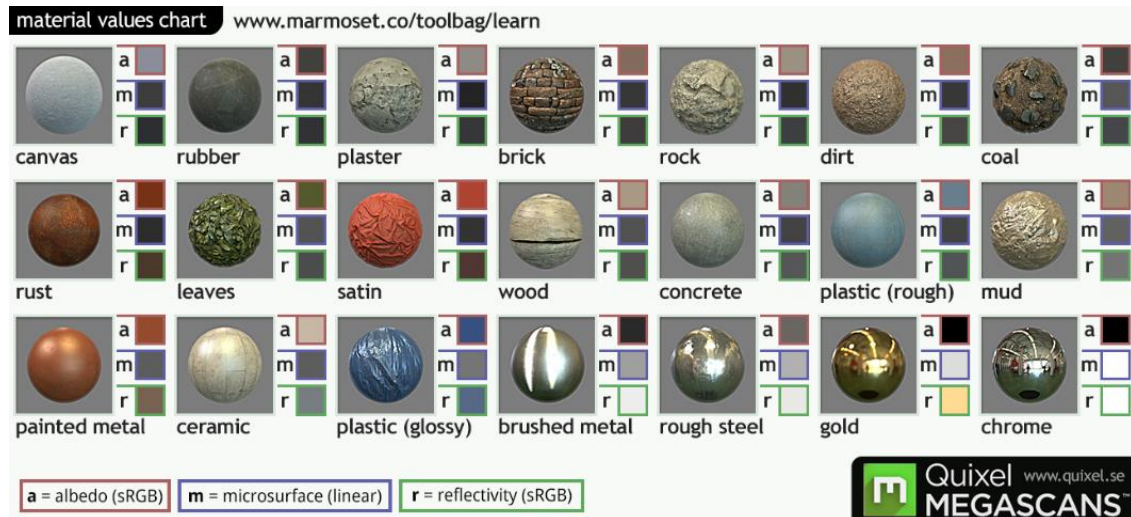 material values chart www.marmoset.co/toolbag/learn
a a a a a a a
m m m m m m m
r r r r r r r
canvas rubber plaster brick rock dirt coal
a a a a a a a
m m m m m m m
r r r r r r r
rust leaves satin wood concrete plastic (rough) mud
a a a a a a a
m m m m m m m
r r r r r r r
painted metal ceramic plastic (glossy) brushed metal rough steel gold chrome
a = albedo (sRGB) m = microsurface (linear) r = reflectivity (sRGB)
Quixel www.quixel.se
MEGASCANS™